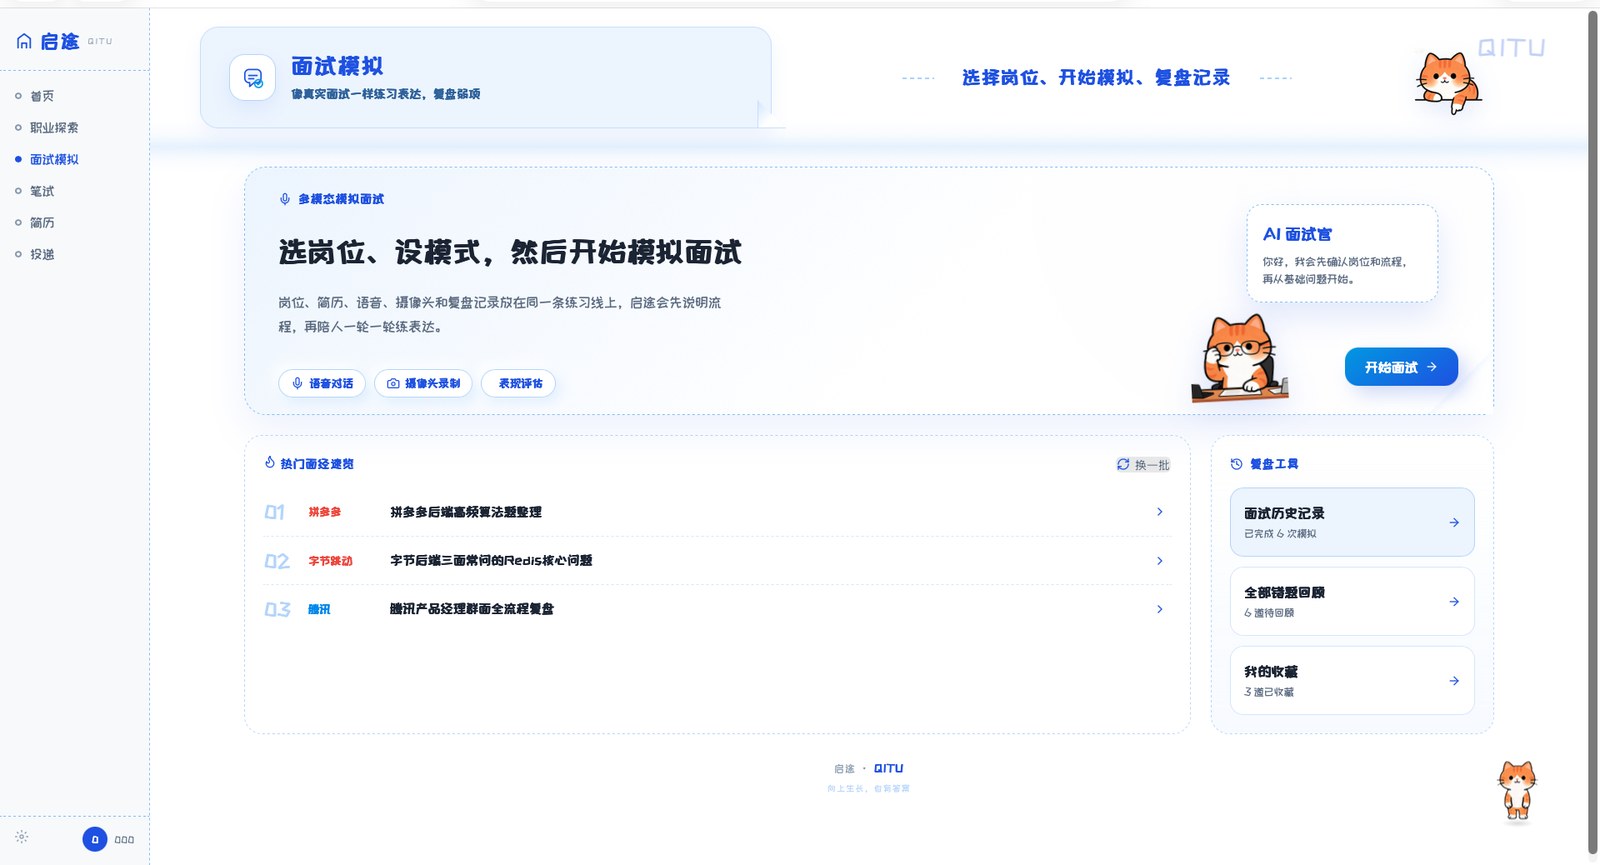 启途 QITU
首页
职业探索
面试模拟
笔试
简历
投递
面试模拟
像真实面试一样练习表达，复盘弱项
选择岗位、开始模拟、复盘记录
QITU
多模态模拟面试
选岗位、设模式，然后开始模拟面试
岗位、简历、语音、摄像头和复盘记录放在同一条练习线上，启途会先说明流
程，再陪人一轮一轮练表达。
语音对话
摄像头录制
表现评估
AI 面试官
你好，我会先确认岗位和流程，
再从基础问题开始。
开始面试
热门面经速览
换一批
01 拼多多 拼多多后端高频算法题整理
02 字节跳动 字节后端三面常问的Redis核心问题
03 腾讯 腾讯产品经理群面全流程复盘
复盘工具
面试历史记录
已完成 6 次模拟
全部错题回顾
6 道待回顾
我的收藏
3 道已收藏
启途 · QITU
向上生长，自有答案